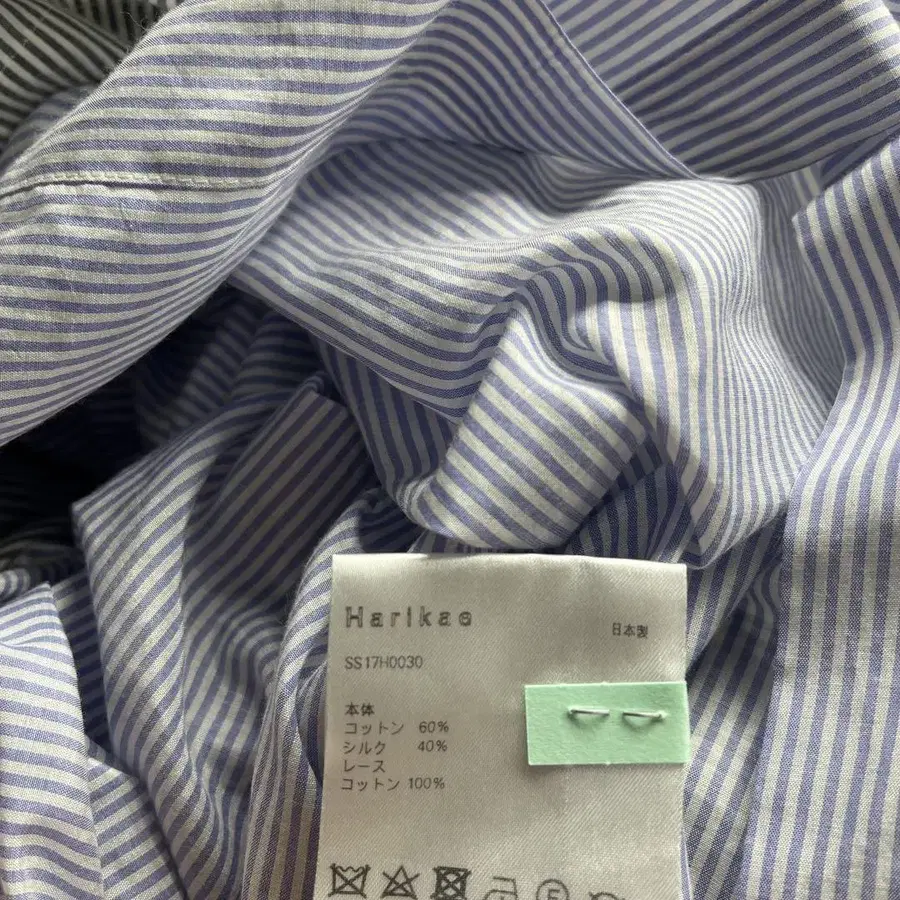 Harikae
日本製
SS17H0030
本体
コットン 60%
シルク 40%
レース
コットン 100%